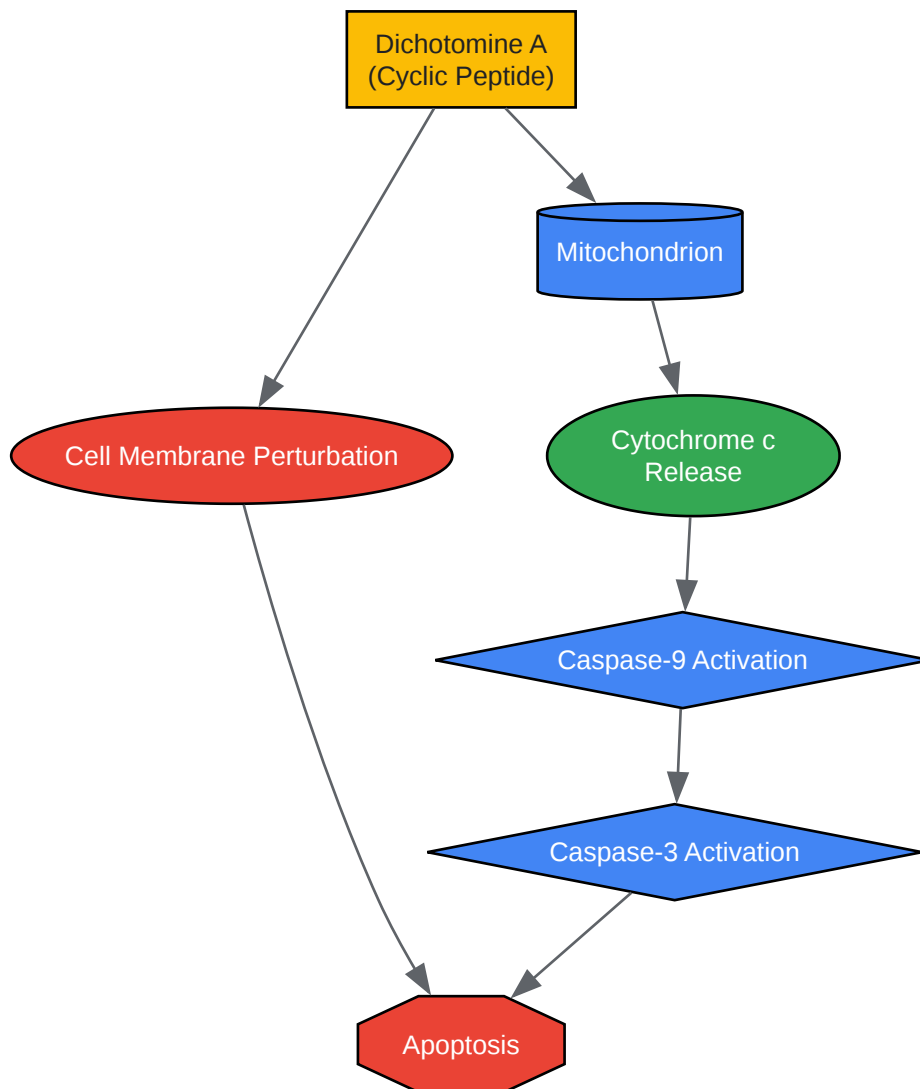 Dichotomine A
(Cyclic Peptide)
Mitochondrion
Cell Membrane Perturbation
Cytochrome c
Release
Caspase-9 Activation
Caspase-3 Activation
Apoptosis